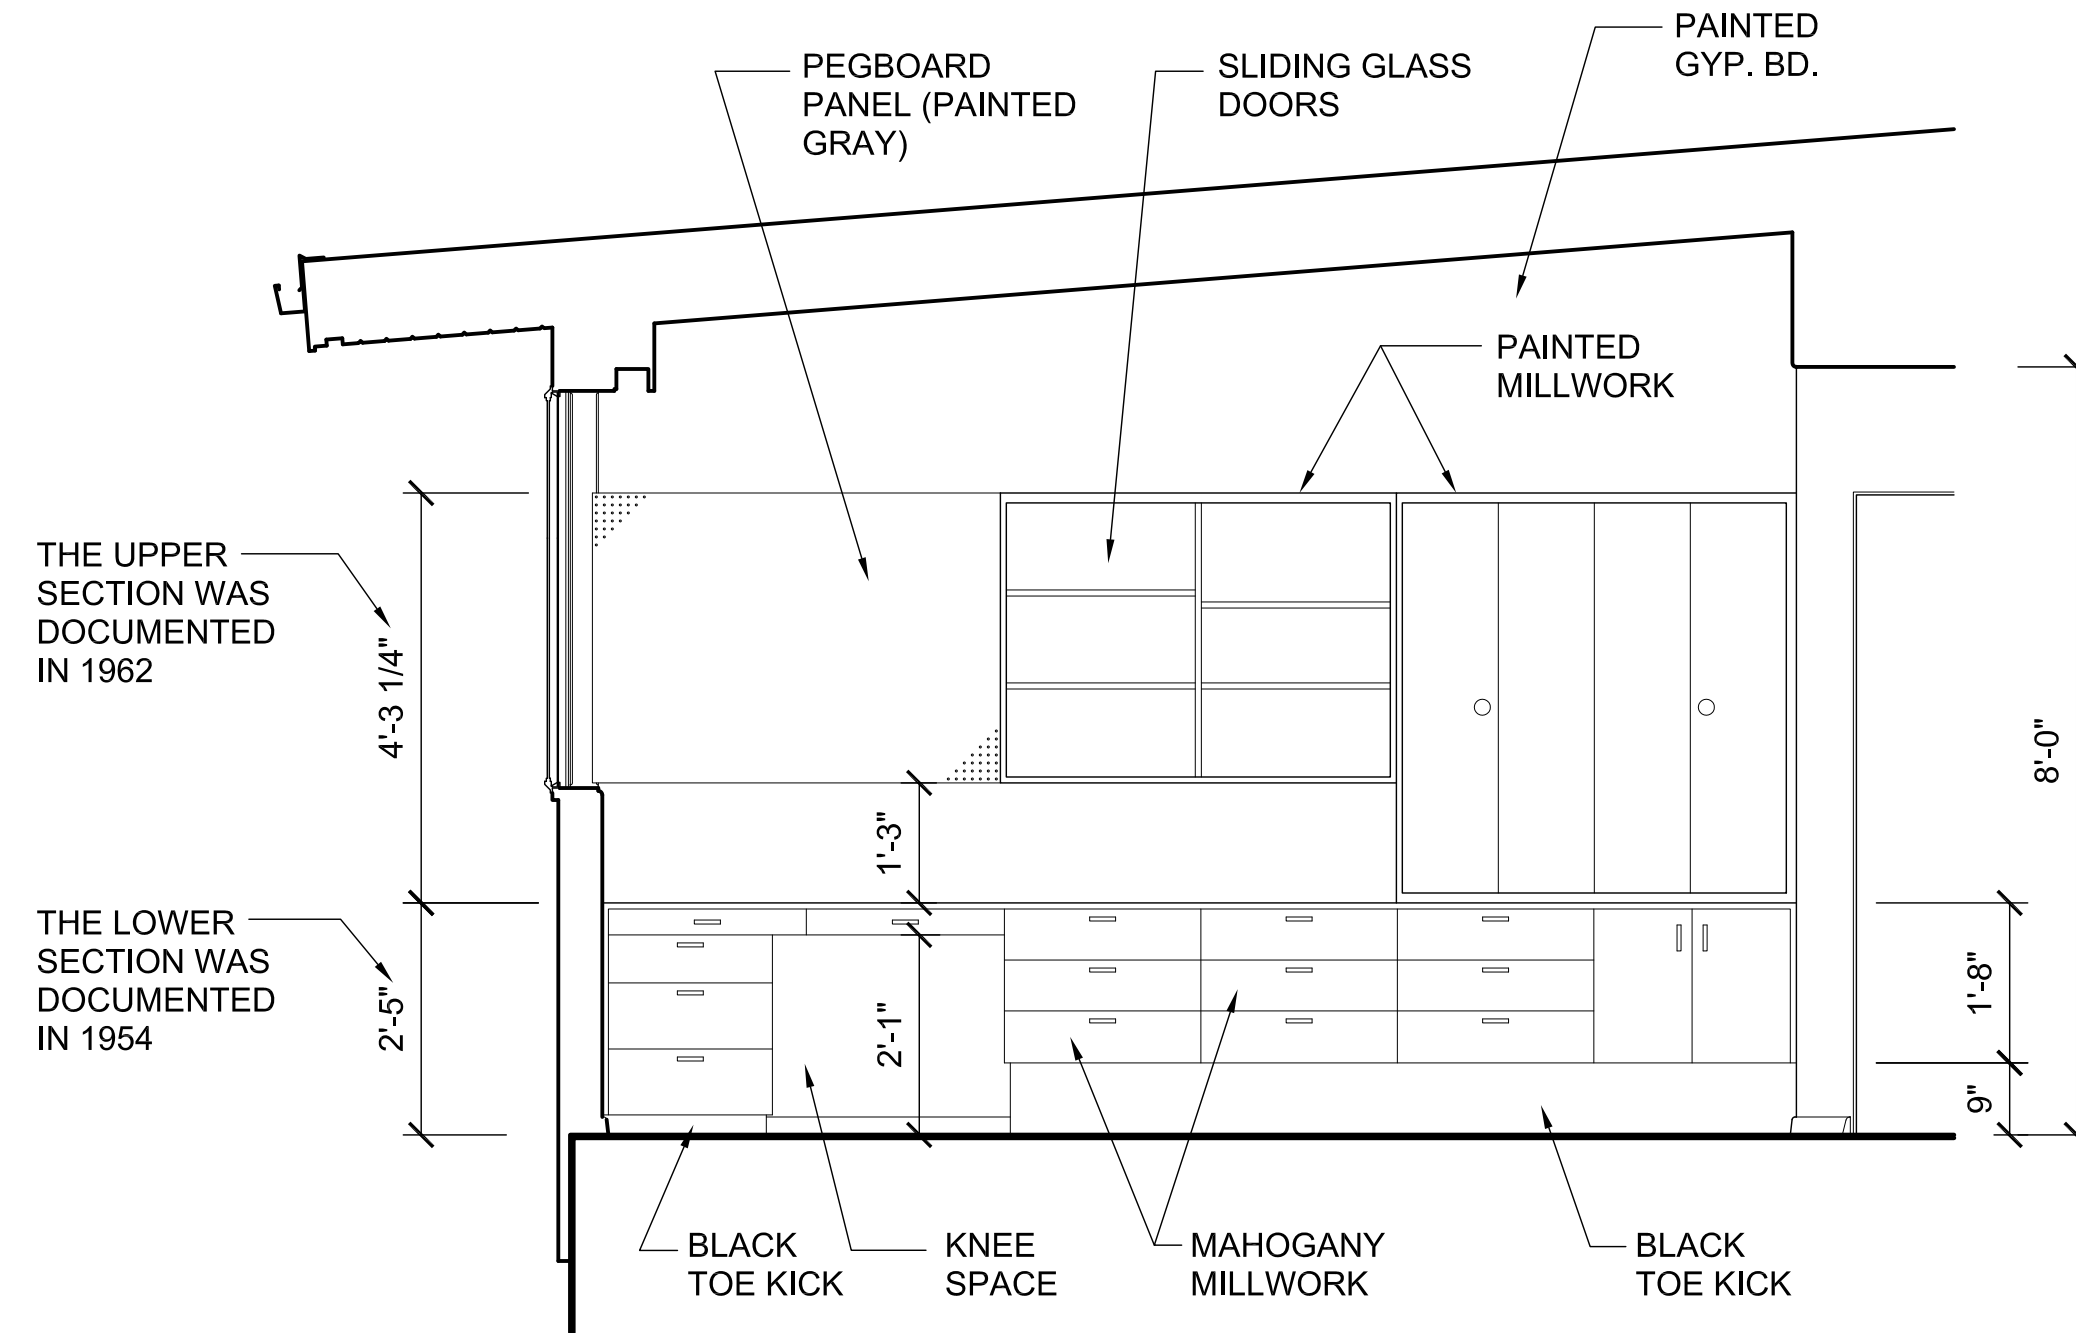 PAINTED
GYP. BD.
PEGBOARD
PANEL (PAINTED
GRAY)
SLIDING GLASS
DOORS
PAINTED
MILLWORK
THE UPPER
SECTION WAS
DOCUMENTED
IN 1962
4'-3 1/4"
8'-0"
1'-3"
THE LOWER
SECTION WAS
DOCUMENTED
IN 1954
2'-5"
2'-1"
1'-8"
9"
BLACK
TOE KICK
KNEE
SPACE
MAHOGANY
MILLWORK
BLACK
TOE KICK